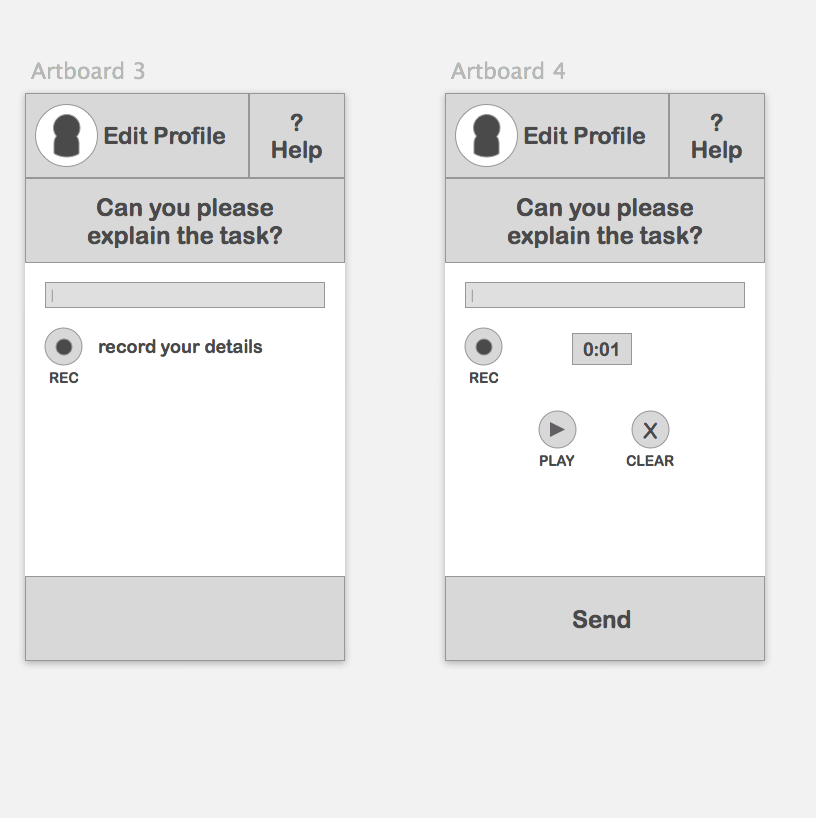 Artboard 3
Edit Profile
?
Help
Can you please
explain the task?
record your details
REC
Artboard 4
Edit Profile
?
Help
Can you please
explain the task?
0:01
REC
PLAY
X
CLEAR
Send